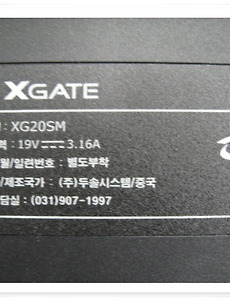 XGATE
: XG20SM
력 : 19V⎓3.16A
월/일련번호 : 별도부착
/제조국가 : (주)두솔시스템/중국
담실 : (031)907-1997